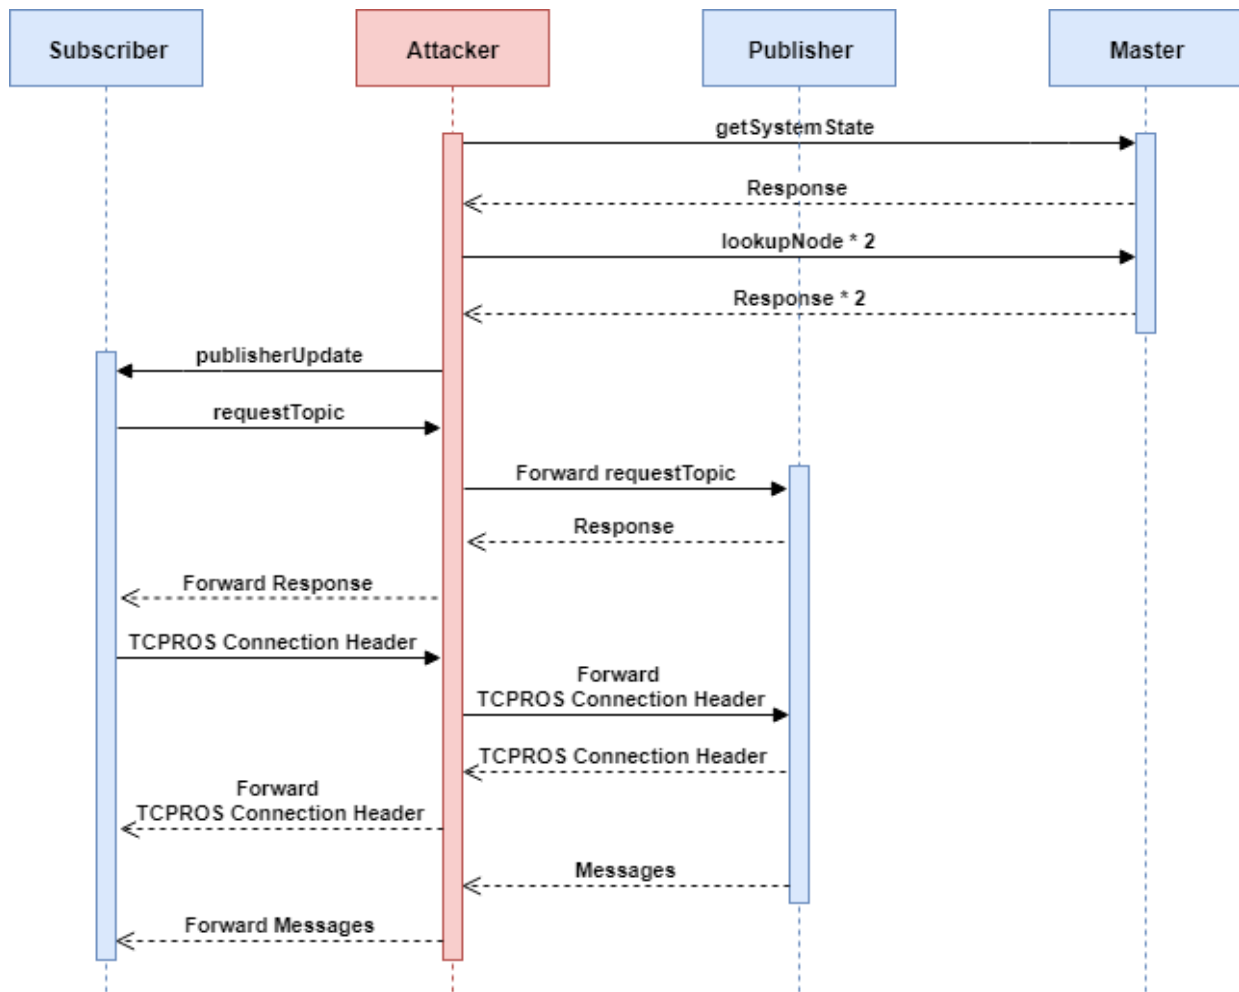 Subscriber
Attacker
Publisher
Master
getSystemState
Response
lookupNode * 2
Response * 2
publisherUpdate
requestTopic
Forward requestTopic
Response
Forward Response
TCPROS Connection Header
Forward
TCPROS Connection Header
TCPROS Connection Header
Forward
TCPROS Connection Header
Messages
Forward Messages